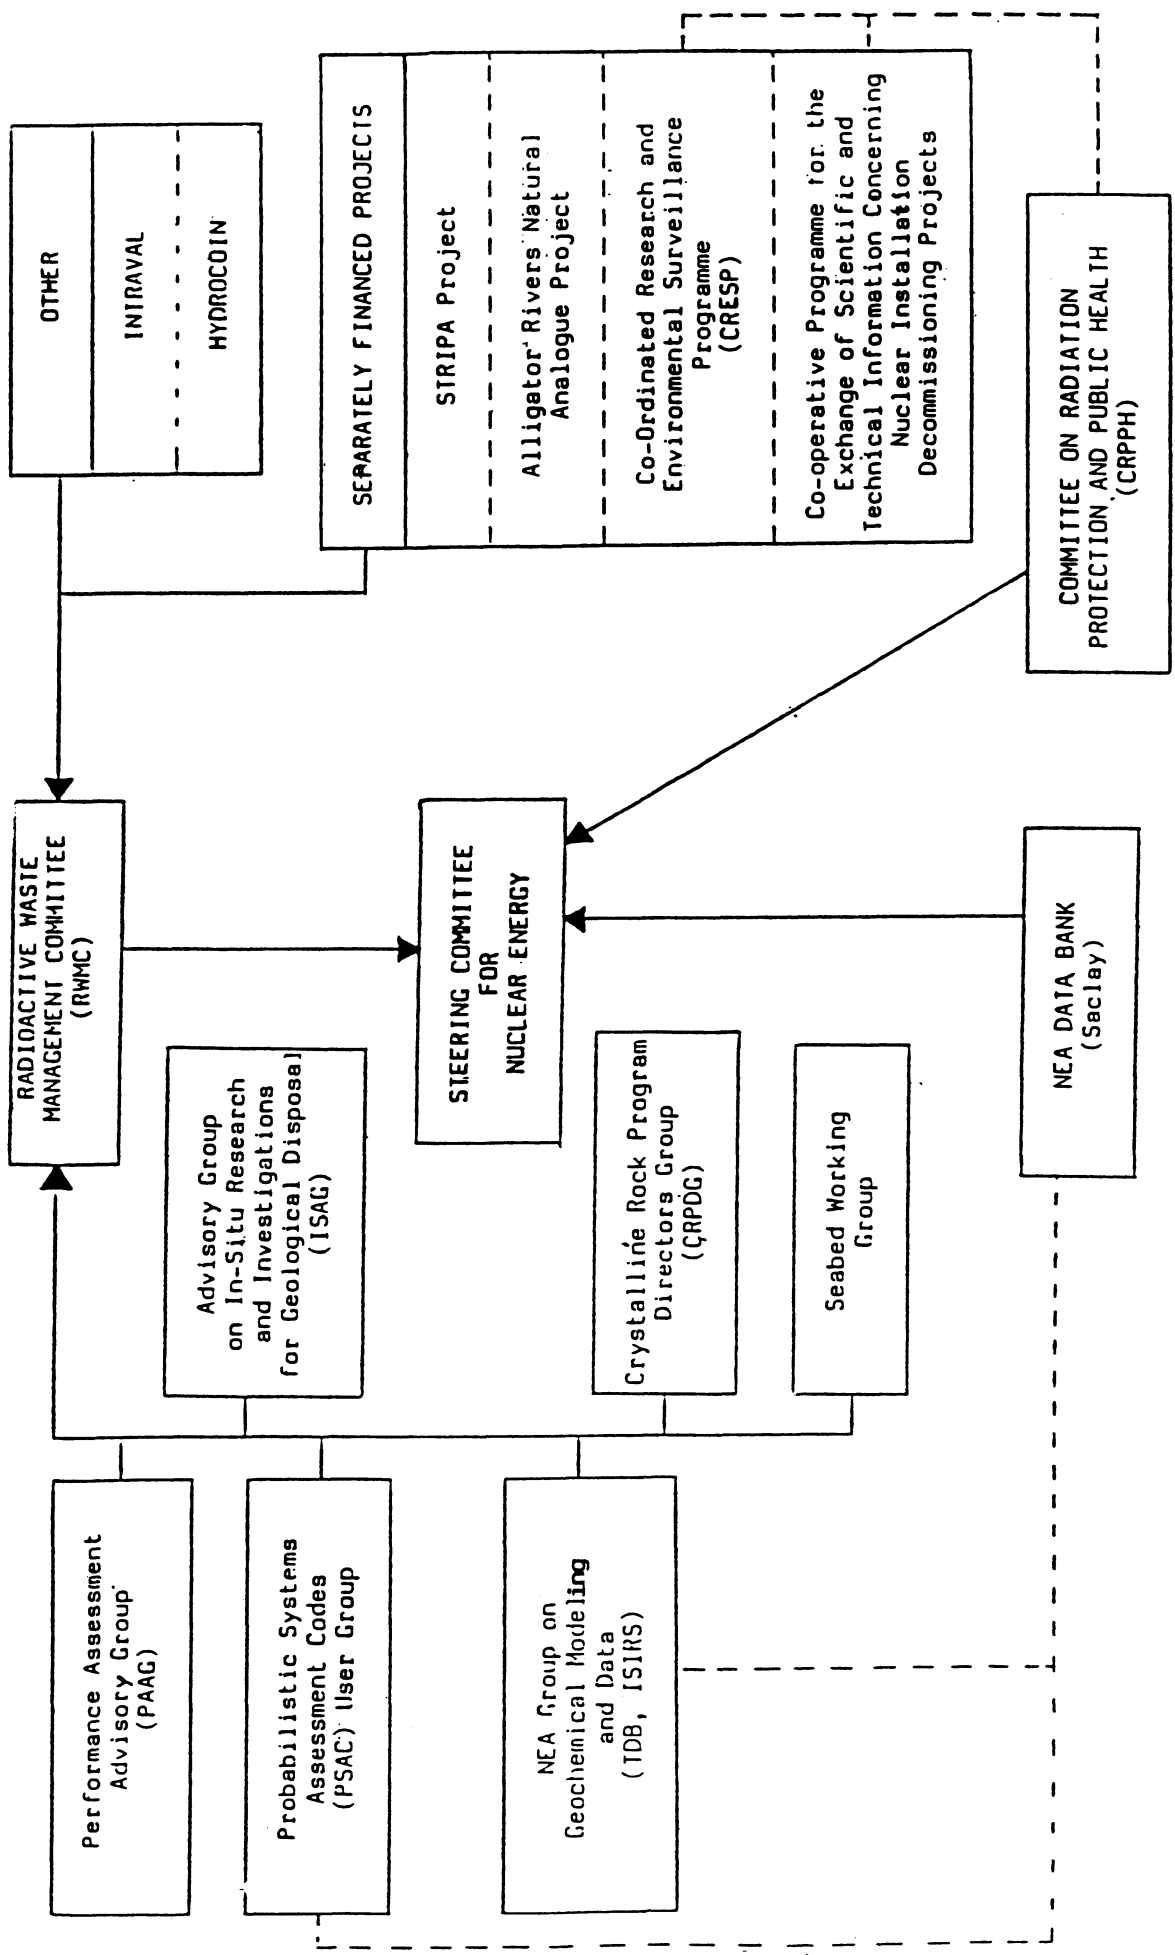 RADIOACTIVE WASTE
MANAGEMENT COMMITTEE
(RWMC)
OTHER
INTRAVAL
HYDROCOIN
Performance Assessment
Advisory Group
(PAAG)
Advisory Group
on In-Situ Research
and Investigations
for Geological Disposal
(ISAG)
Probabilistic Systems
Assessment Codes
(PSAC) User Group
STEERING COMMITTEE
FOR
NUCLEAR ENERGY
SEPARATELY FINANCED PROJECTS
STRIPA Project
Alligator Rivers Natural
Analogue Project
Co-Ordinated Research and
Environmental Surveillance
Programme
(CRESP)
Co-operative Programme for the
Exchange of Scientific and
Technical Information Concerning
Nuclear Installation
Decommissioning Projects
NEA Group on
Geochemical Modeling
and Data
(TDB, ISIRS)
Crystalline Rock Program
Directors Group
(CRPDG)
Seabed Working
Group
NEA DATA BANK
(Saclay)
COMMITTEE ON RADIATION
PROTECTION AND PUBLIC HEALTH
(CRPPH)